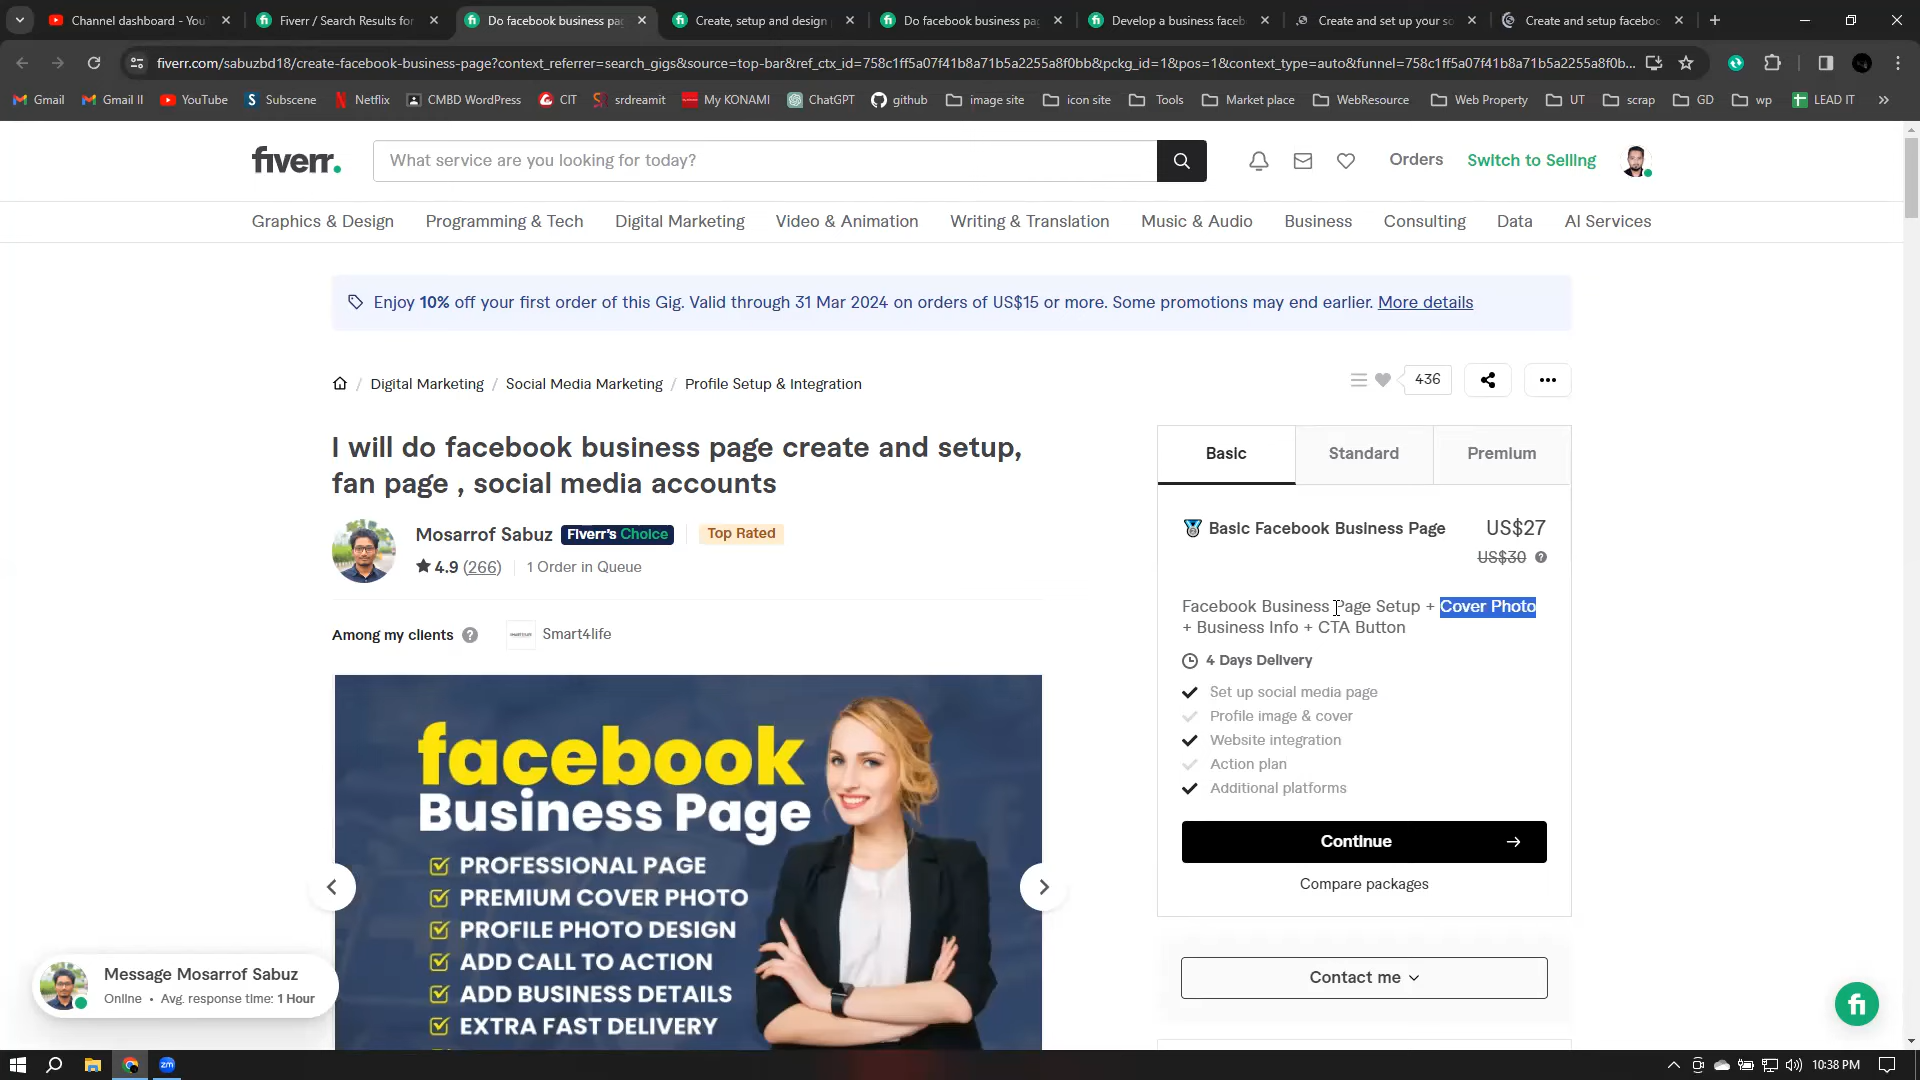 Channel dashboard - You
Fiverr / Search Results for
Do facebook business pa
Create, setup and design
Do facebook business pa
Develop a business faceb
Create and set up your so
Create and setup faceboo
fiverr.com/sabuzbd18/create-facebook-business-page?context_referrer=search_gigs&source=top-bar&ref_ctx_id=758c1ff5a07f41b8a71b5a2255a8f0bb&pckg_id=1&pos=1&context_type=auto&funnel=758c1ff5a07f41b8a71b5a2255a8f0b...
Gmail
Gmail II
YouTube
Subscene
Netflix
CMBD WordPress
CIT
srdreamit
My KONAMI
ChatGPT
github
image site
icon site
Tools
Market place
WebResource
Web Property
UT
scrap
GD
wp
LEAD IT
fiverr.
What service are you looking for today?
Orders
Switch to Selling
Graphics & Design
Programming & Tech
Digital Marketing
Video & Animation
Writing & Translation
Music & Audio
Business
Consulting
Data
AI Services
Enjoy 10% off your first order of this Gig. Valid through 31 Mar 2024 on orders of US$15 or more. Some promotions may end earlier. More details
/ Digital Marketing / Social Media Marketing / Profile Setup & Integration
436
I will do facebook business page create and setup,
fan page , social media accounts
Mosarrof Sabuz
Fiverr's Choice
Top Rated
4.9 (266)
1 Order in Queue
Among my clients
Smart4life
facebook
Business Page
PROFESSIONAL PAGE
PREMIUM COVER PHOTO
PROFILE PHOTO DESIGN
ADD CALL TO ACTION
ADD BUSINESS DETAILS
EXTRA FAST DELIVERY
Basic
Standard
Premium
Basic Facebook Business Page
US$27
US$30
Facebook Business Page Setup + Cover Photo
+ Business Info + CTA Button
4 Days Delivery
Set up social media page
Profile image & cover
Website integration
Action plan
Additional platforms
Continue
Compare packages
Contact me
Message Mosarrof Sabuz
Online • Avg. response time: 1 Hour
fi
zm
10:38 PM